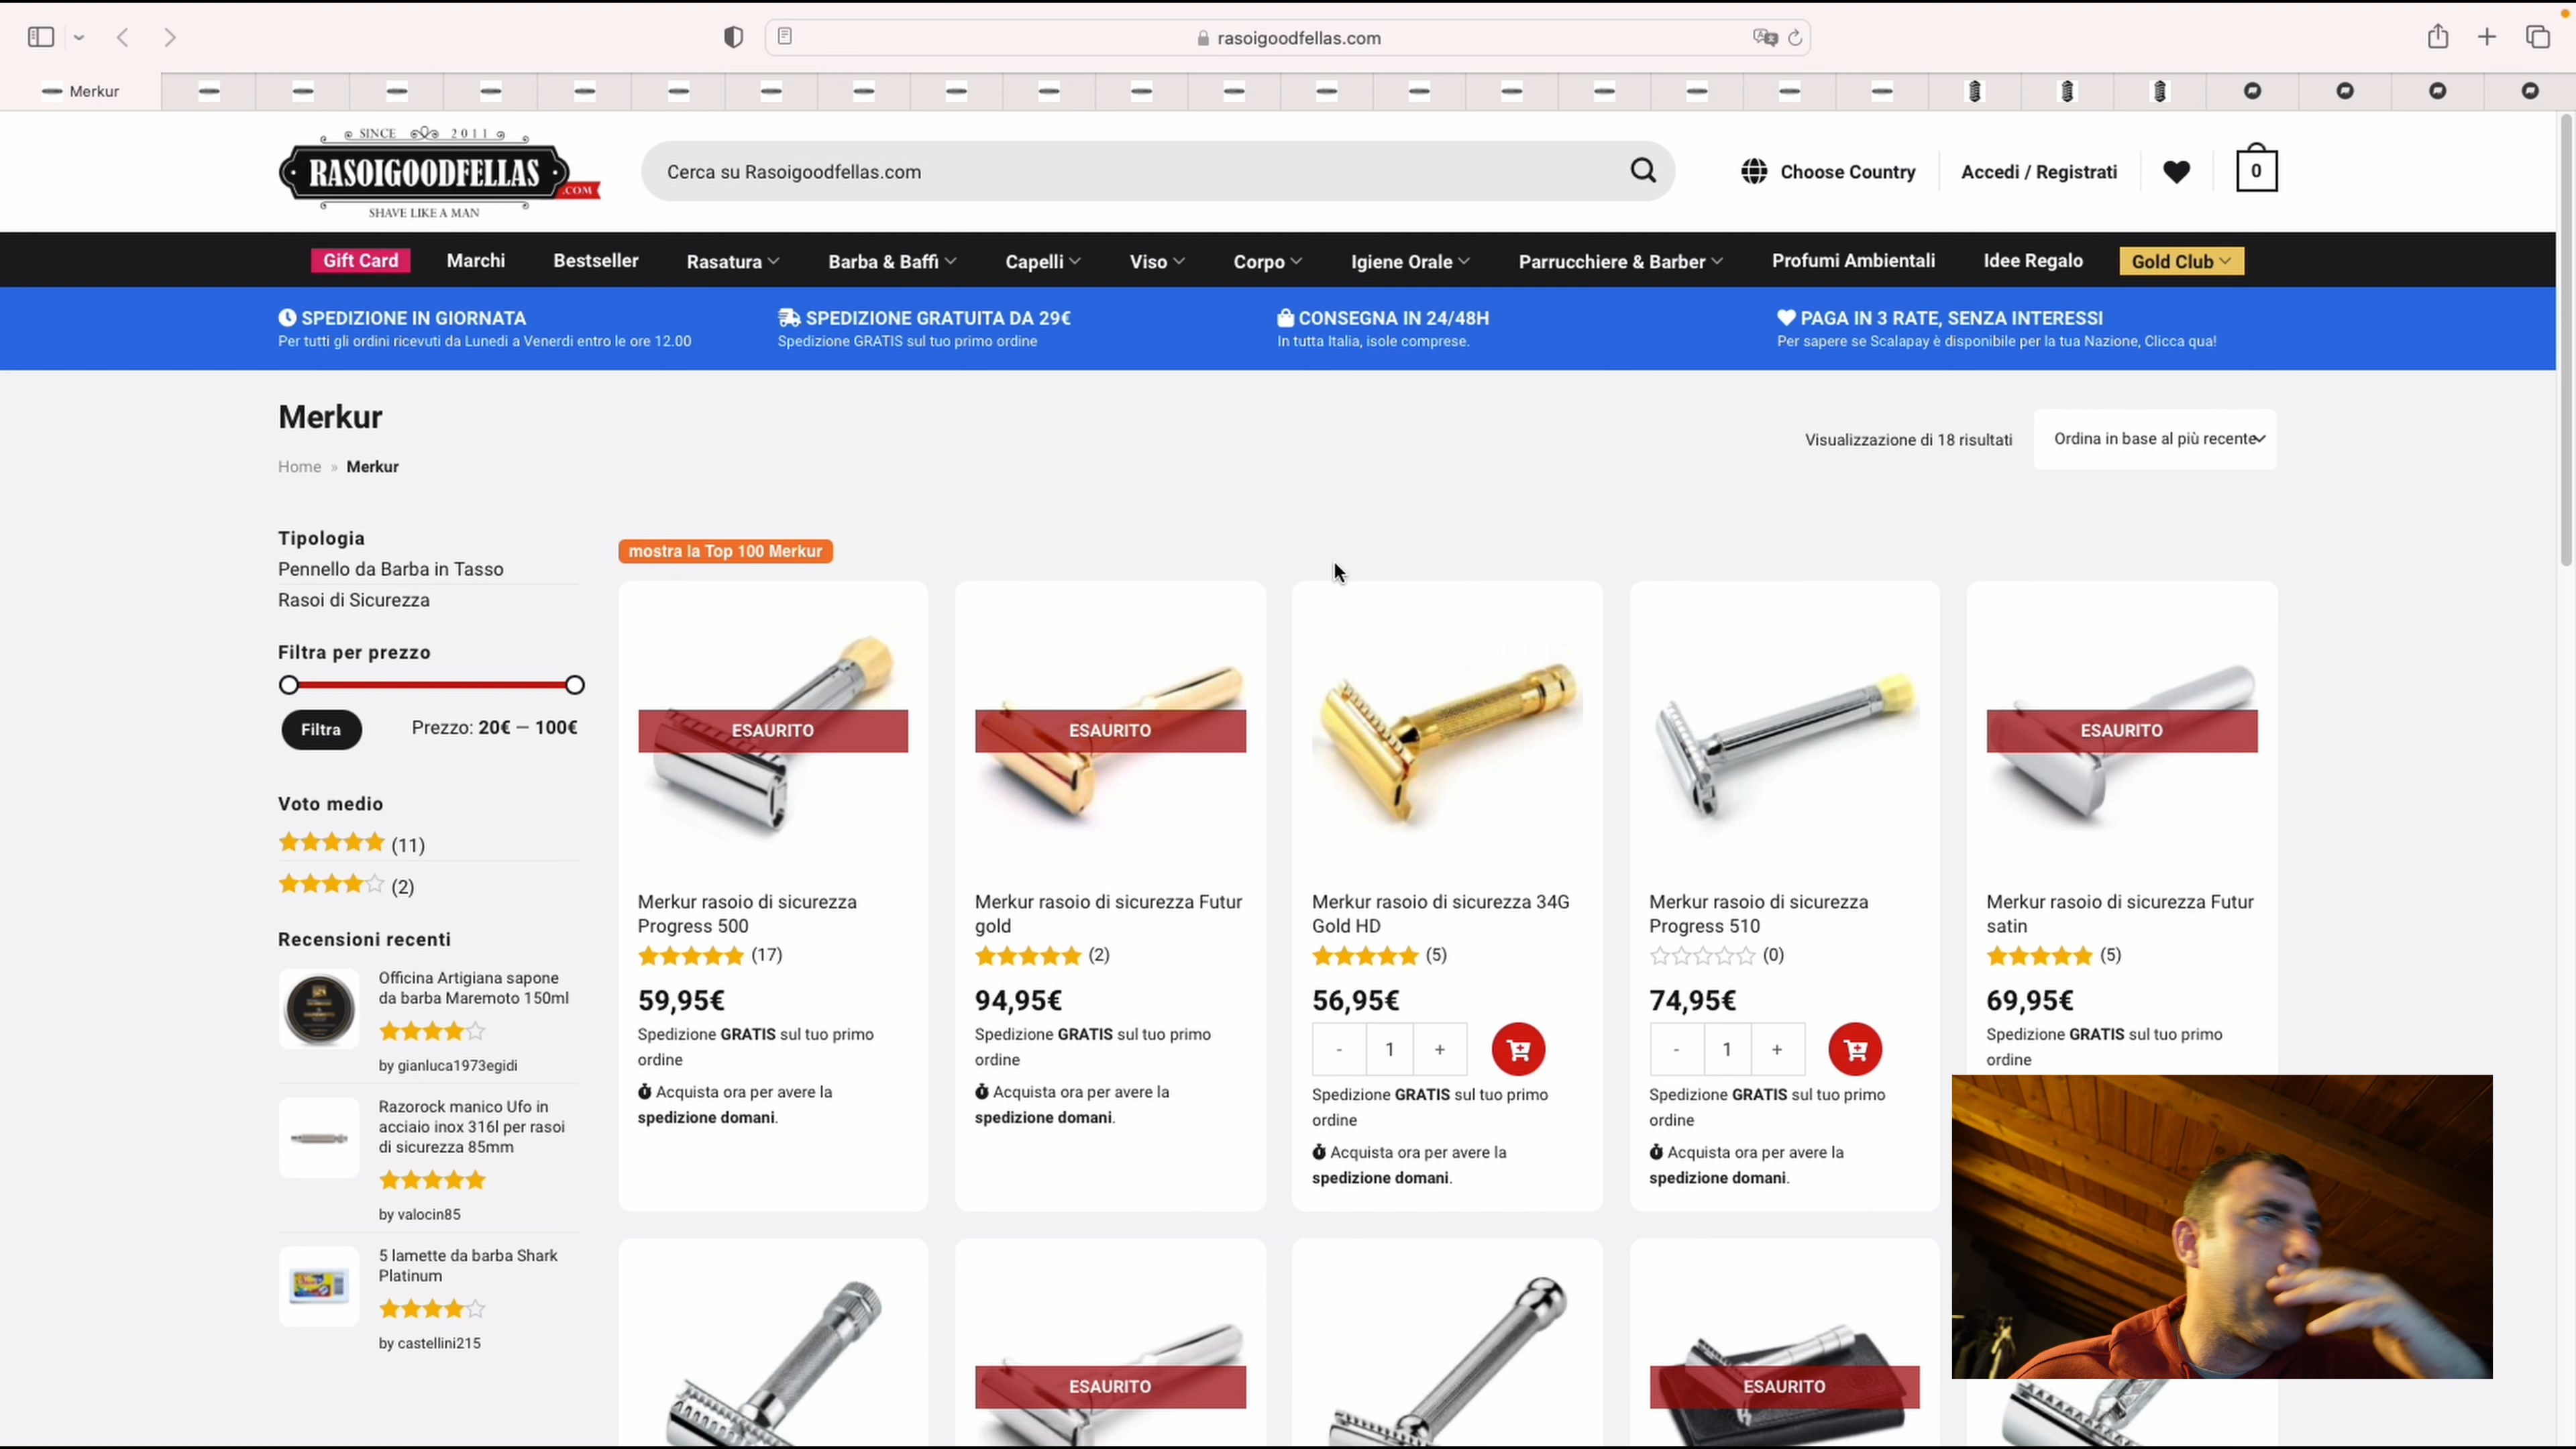 rasoigoodfellas.com
Merkur
SINCE 2011
RASOIGOODFELLAS
.COM
SHAVE LIKE A MAN
Cerca su Rasoigoodfellas.com
Choose Country
Accedi / Registrati
0
Gift Card
Marchi
Bestseller
Rasatura
Barba & Baffi
Capelli
Viso
Corpo
Igiene Orale
Parrucchiere & Barber
Profumi Ambientali
Idee Regalo
Gold Club
SPEDIZIONE IN GIORNATA
Per tutti gli ordini ricevuti da Lunedi a Venerdi entro le ore 12.00
SPEDIZIONE GRATUITA DA 29€
Spedizione GRATIS sul tuo primo ordine
CONSEGNA IN 24/48H
In tutta Italia, isole comprese.
PAGA IN 3 RATE, SENZA INTERESSI
Per sapere se Scalapay è disponibile per la tua Nazione, Clicca qua!
Merkur
Home » Merkur
Visualizzazione di 18 risultati
Ordina in base al più recente
Tipologia
Pennello da Barba in Tasso
Rasoi di Sicurezza
Filtra per prezzo
Filtra
Prezzo: 20€ — 100€
Voto medio
(11)
(2)
Recensioni recenti
Officina Artigiana sapone
da barba Maremoto 150ml
by gianluca1973egidi
Razorock manico Ufo in
acciaio inox 316l per rasoi
di sicurezza 85mm
by valocin85
5 lamette da barba Shark
Platinum
by castellini215
mostra la Top 100 Merkur
ESAURITO
Merkur rasoio di sicurezza
Progress 500
(17)
59,95€
Spedizione GRATIS sul tuo primo
ordine
Acquista ora per avere la
spedizione domani.
ESAURITO
Merkur rasoio di sicurezza Futur
gold
(2)
94,95€
Spedizione GRATIS sul tuo primo
ordine
Acquista ora per avere la
spedizione domani.
Merkur rasoio di sicurezza 34G
Gold HD
(5)
56,95€
- 1 +
Spedizione GRATIS sul tuo primo
ordine
Acquista ora per avere la
spedizione domani.
Merkur rasoio di sicurezza
Progress 510
(0)
74,95€
- 1 +
Spedizione GRATIS sul tuo primo
ordine
Acquista ora per avere la
spedizione domani.
ESAURITO
Merkur rasoio di sicurezza Futur
satin
(5)
69,95€
Spedizione GRATIS sul tuo primo
ordine
ESAURITO
ESAURITO